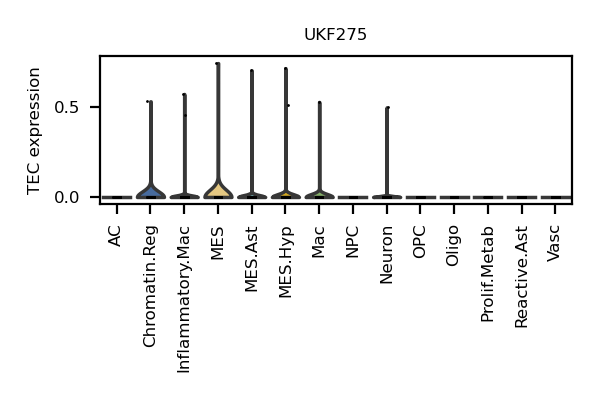 UKF275
TEC expression
0.5
0.0
AC
Chromatin.Reg
Inflammatory.Mac
MES
MES.Ast
MES.Hyp
Mac
NPC
Neuron
OPC
Oligo
Prolif.Metab
Reactive.Ast
Vasc